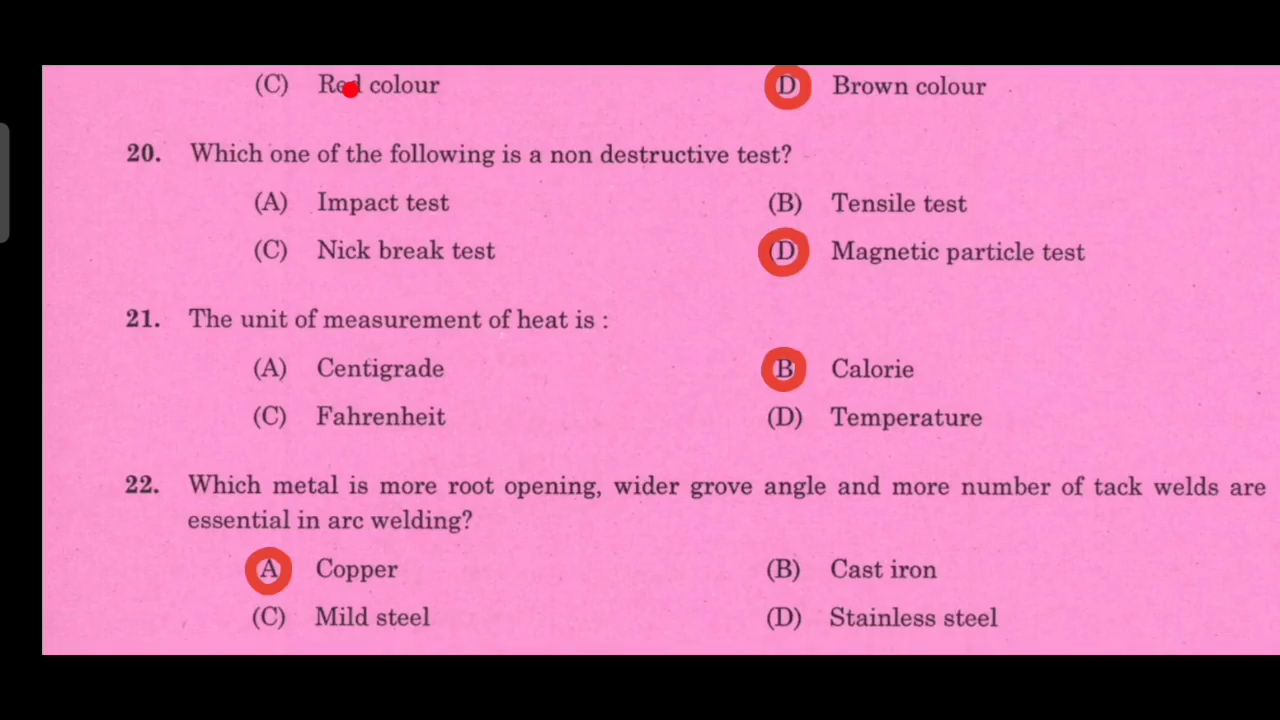 (C) Red colour (D) Brown colour
20. Which one of the following is a non destructive test?
(A) Impact test (B) Tensile test
(C) Nick break test (D) Magnetic particle test
21. The unit of measurement of heat is :
(A) Centigrade (B) Calorie
(C) Fahrenheit (D) Temperature
22. Which metal is more root opening, wider grove angle and more number of tack welds are
essential in arc welding?
(A) Copper (B) Cast iron
(C) Mild steel (D) Stainless steel